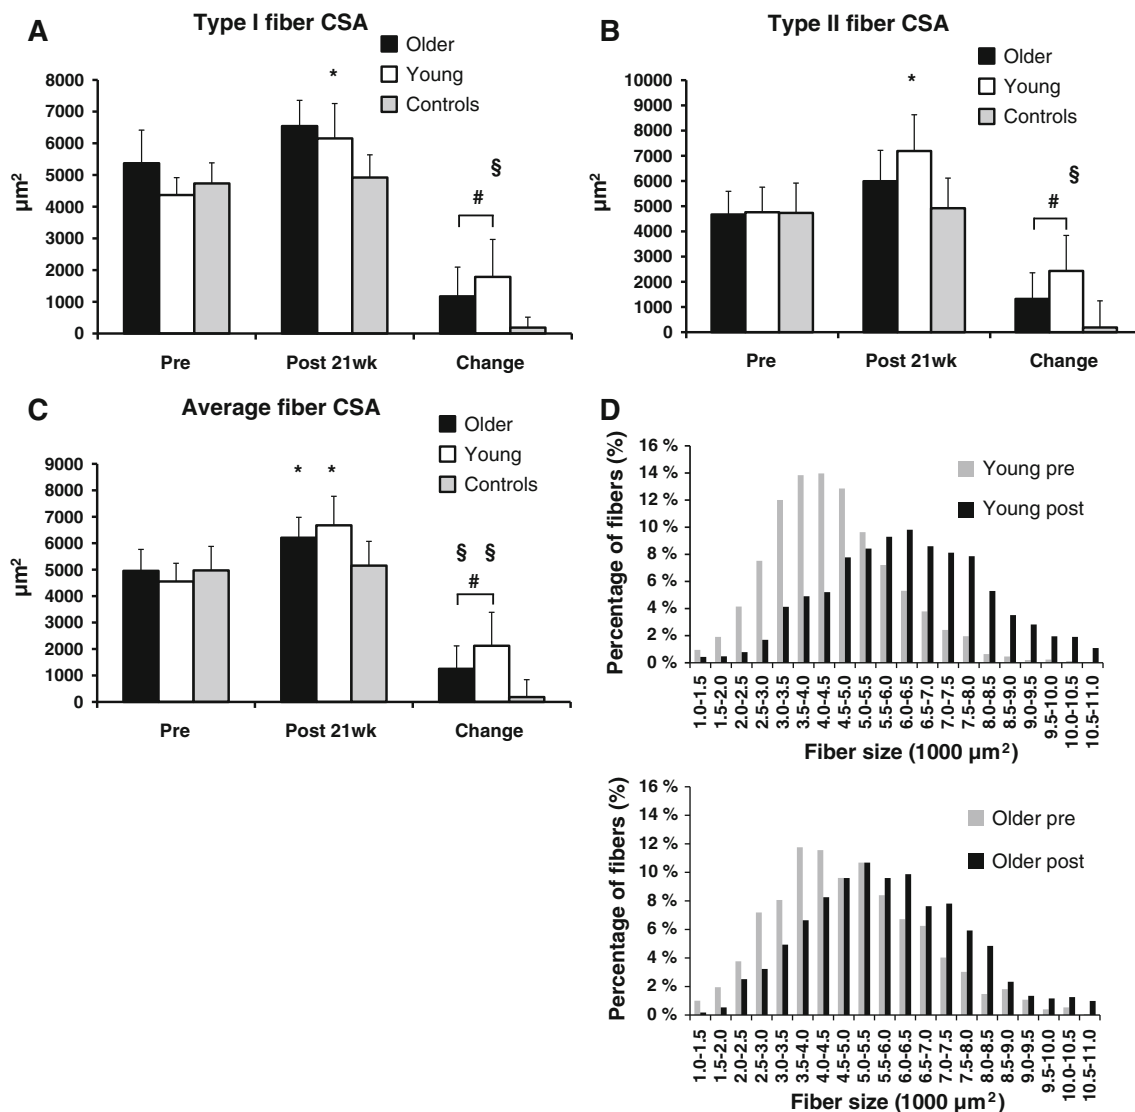 A
Type I fiber CSA
Older
Young
Controls
8000
7000
6000
5000
4000
3000
2000
1000
0
µm²
*
#
§
Pre
Post 21wk
Change
B
Type II fiber CSA
Older
Young
Controls
10000
9000
8000
7000
6000
5000
4000
3000
2000
1000
0
µm²
*
#
§
Pre
Post 21wk
Change
C
Average fiber CSA
Older
Young
Controls
9000
8000
7000
6000
5000
4000
3000
2000
1000
0
µm²
* *
§ §
#
Pre
Post 21wk
Change
D
Percentage of fibers (%)
16 %
14 %
12 %
10 %
8 %
6 %
4 %
2 %
0 %
Young pre
Young post
1.0-1.5
1.5-2.0
2.0-2.5
2.5-3.0
3.0-3.5
3.5-4.0
4.0-4.5
4.5-5.0
5.0-5.5
5.5-6.0
6.0-6.5
6.5-7.0
7.0-7.5
7.5-8.0
8.0-8.5
8.5-9.0
9.0-9.5
9.5-10.0
10.0-10.5
10.5-11.0
Fiber size (1000 µm²)
Percentage of fibers (%)
16 %
14 %
12 %
10 %
8 %
6 %
4 %
2 %
0 %
Older pre
Older post
1.0-1.5
1.5-2.0
2.0-2.5
2.5-3.0
3.0-3.5
3.5-4.0
4.0-4.5
4.5-5.0
5.0-5.5
5.5-6.0
6.0-6.5
6.5-7.0
7.0-7.5
7.5-8.0
8.0-8.5
8.5-9.0
9.0-9.5
9.5-10.0
10.0-10.5
10.5-11.0
Fiber size (1000 µm²)